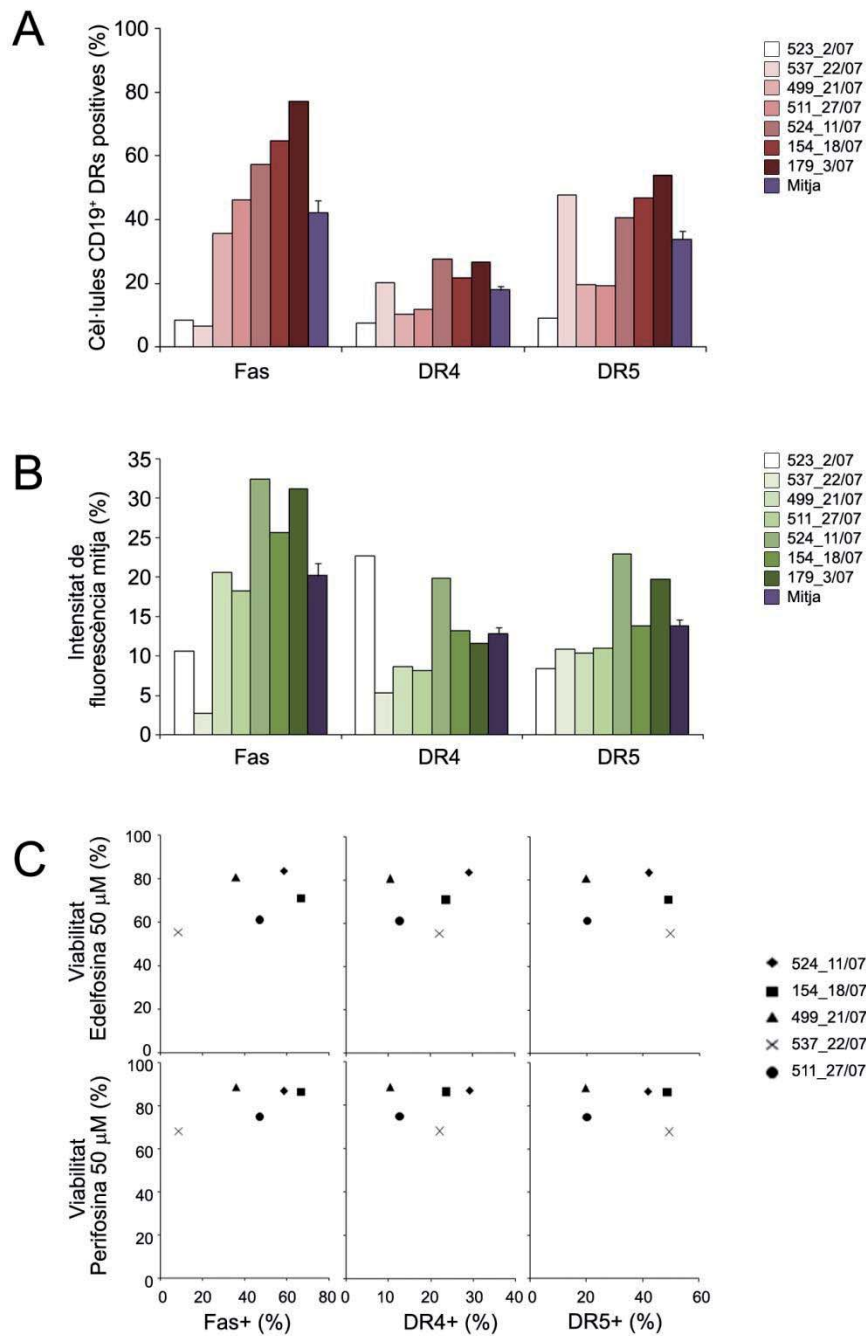 A
Cèl·lules CD19⁺ DRs positives (%)
100
80
60
40
20
0
Fas
DR4
DR5
523_2/07
537_22/07
499_21/07
511_27/07
524_11/07
154_18/07
179_3/07
Mitja
B
Intensitat de
fluorescència mitja (%)
35
30
25
20
15
10
5
0
Fas
DR4
DR5
523_2/07
537_22/07
499_21/07
511_27/07
524_11/07
154_18/07
179_3/07
Mitja
C
Viabilitat
Edelfosina 50 µM (%)
100
80
60
40
20
0
Viabilitat
Perifosina 50 µM (%)
100
80
60
40
20
0
0 20 40 60 80
Fas+ (%)
0 10 20 30 40
DR4+ (%)
0 20 40 60
DR5+ (%)
524_11/07
154_18/07
499_21/07
537_22/07
511_27/07